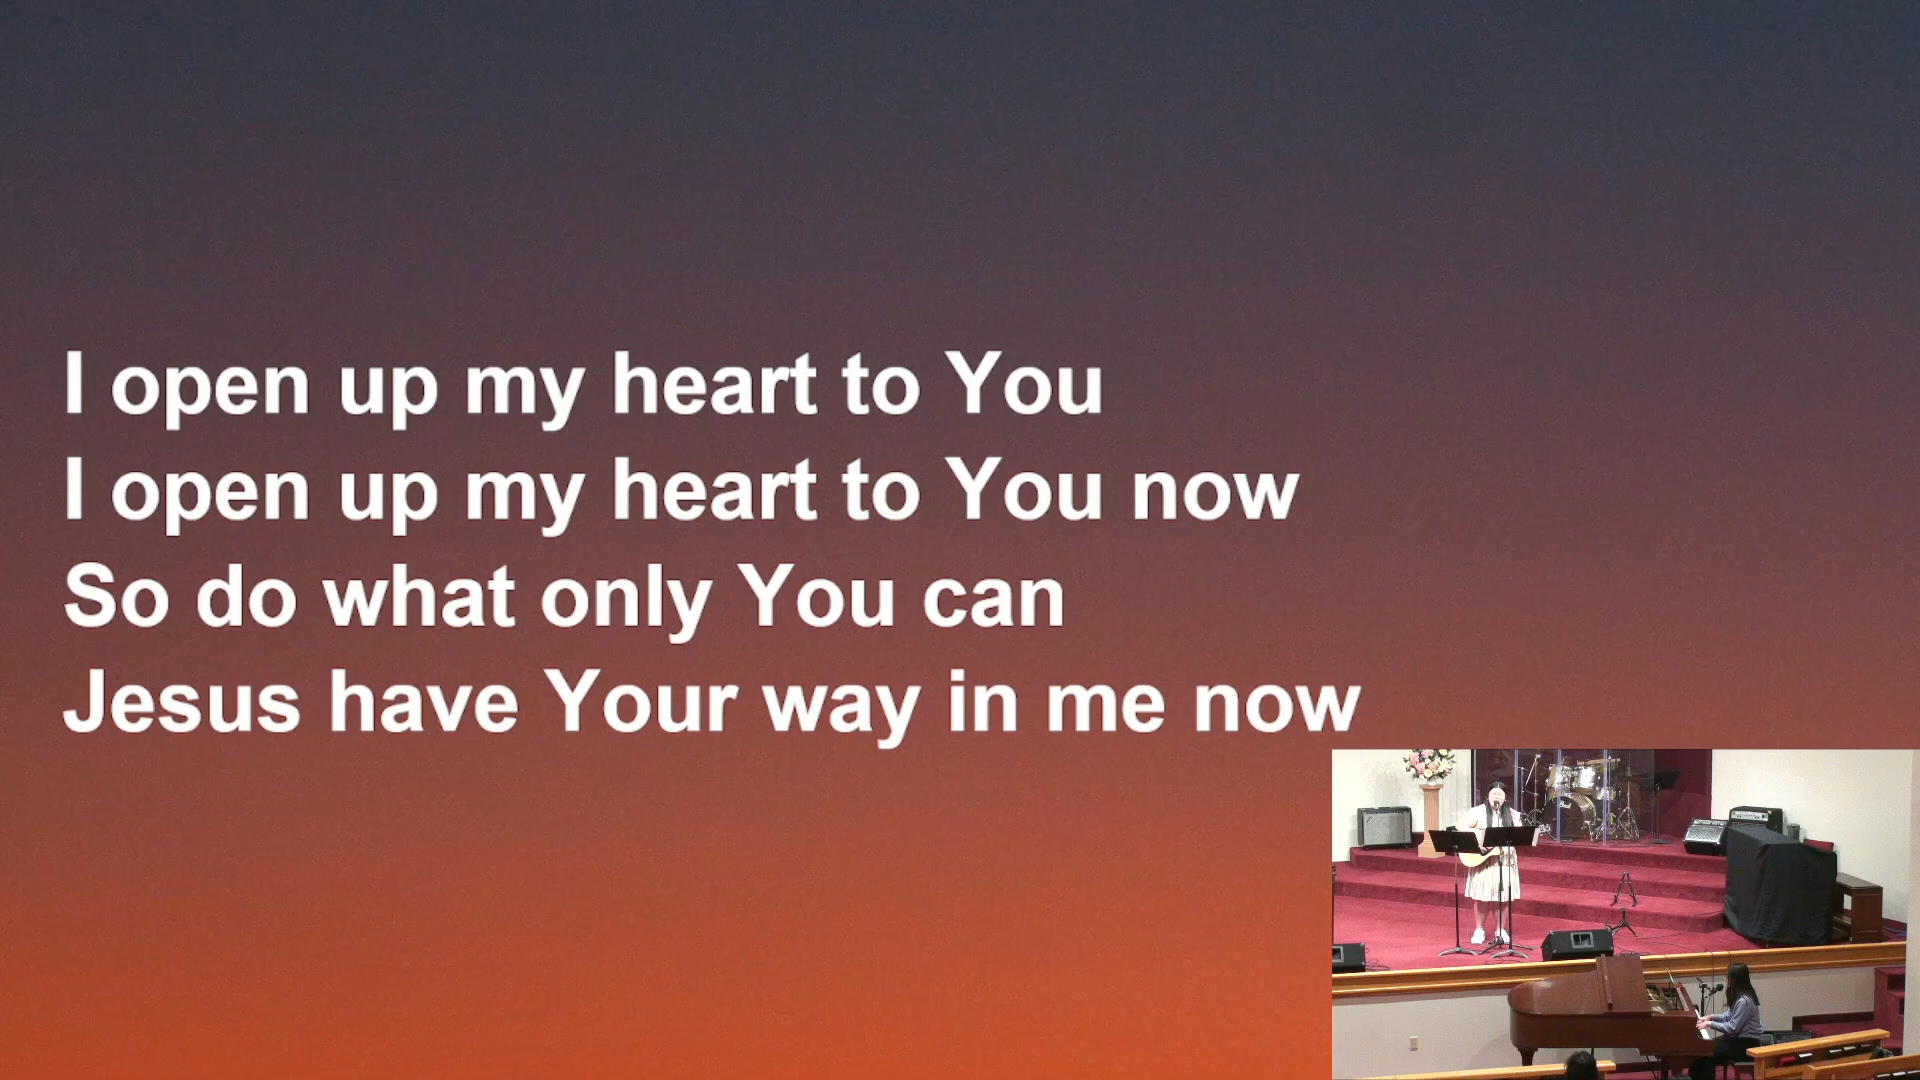 I open up my heart to You
I open up my heart to You now
So do what only You can
Jesus have Your way in me now